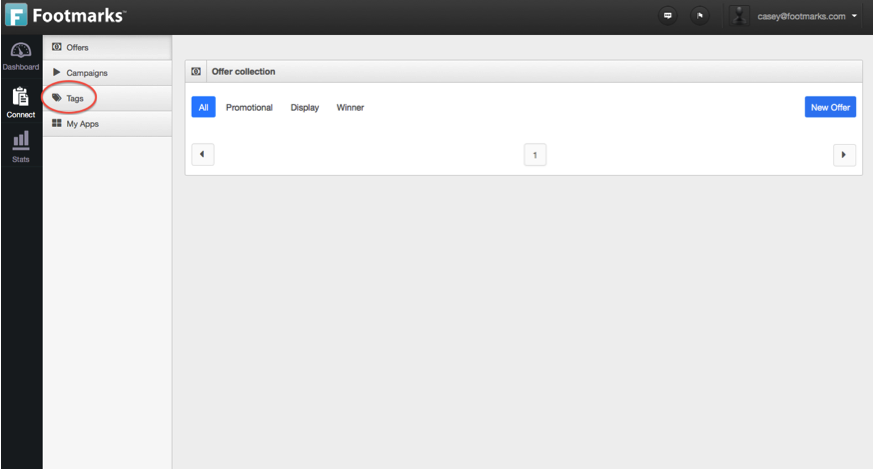 Footmarks™
casey@footmarks.com
Dashboard
Connect
Stats
Offers
Campaigns
Tags
My Apps
Offer collection
All Promotional Display Winner New Offer
1